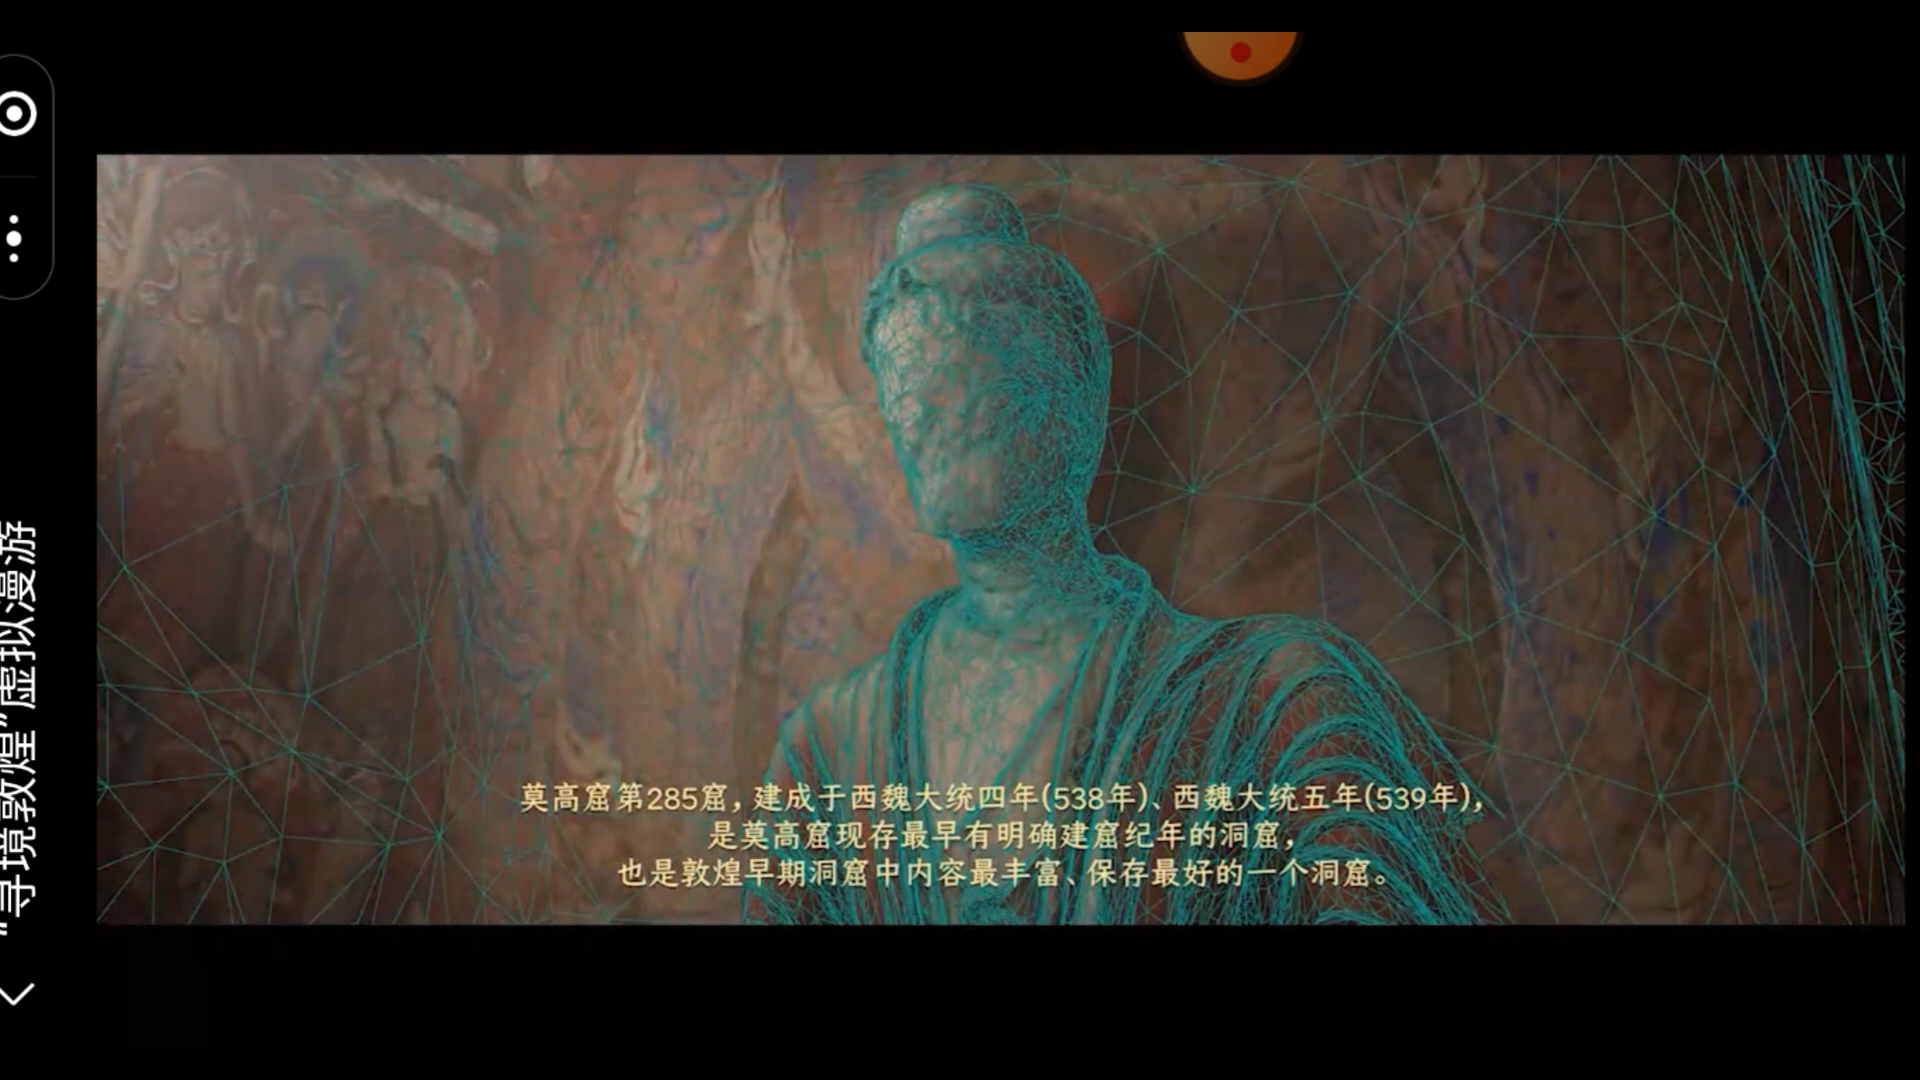 “寻境敦煌”虚拟漫游
莫高窟第285窟，建成于西魏大统四年(538年)、西魏大统五年(539年)，
是莫高窟现存最早有明确建窟纪年的洞窟，
也是敦煌早期洞窟中内容最丰富、保存最好的一个洞窟。